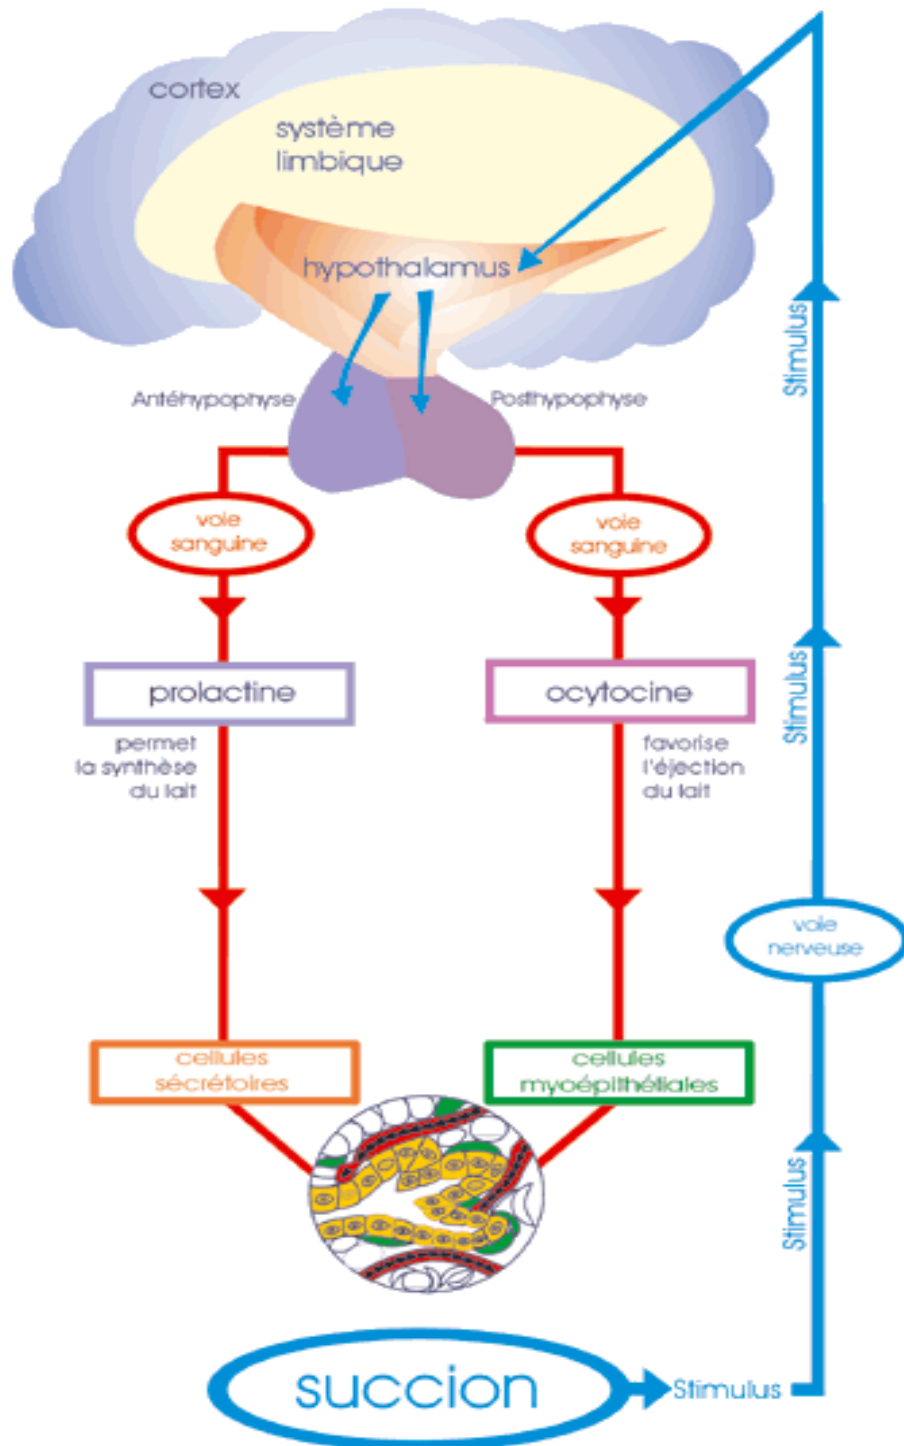 cortex
système
limbique
hypothalamus
Antéhypophyse
Posthypophyse
Stimulus
voie
sanguine
voie
sanguine
prolactine
ocytocine
Stimulus
permet
la synthèse
du lait
favorise
l'éjection
du lait
voie
nerveuse
cellules
sécrétoires
cellules
myoépithéliales
Stimulus
succion
Stimulus